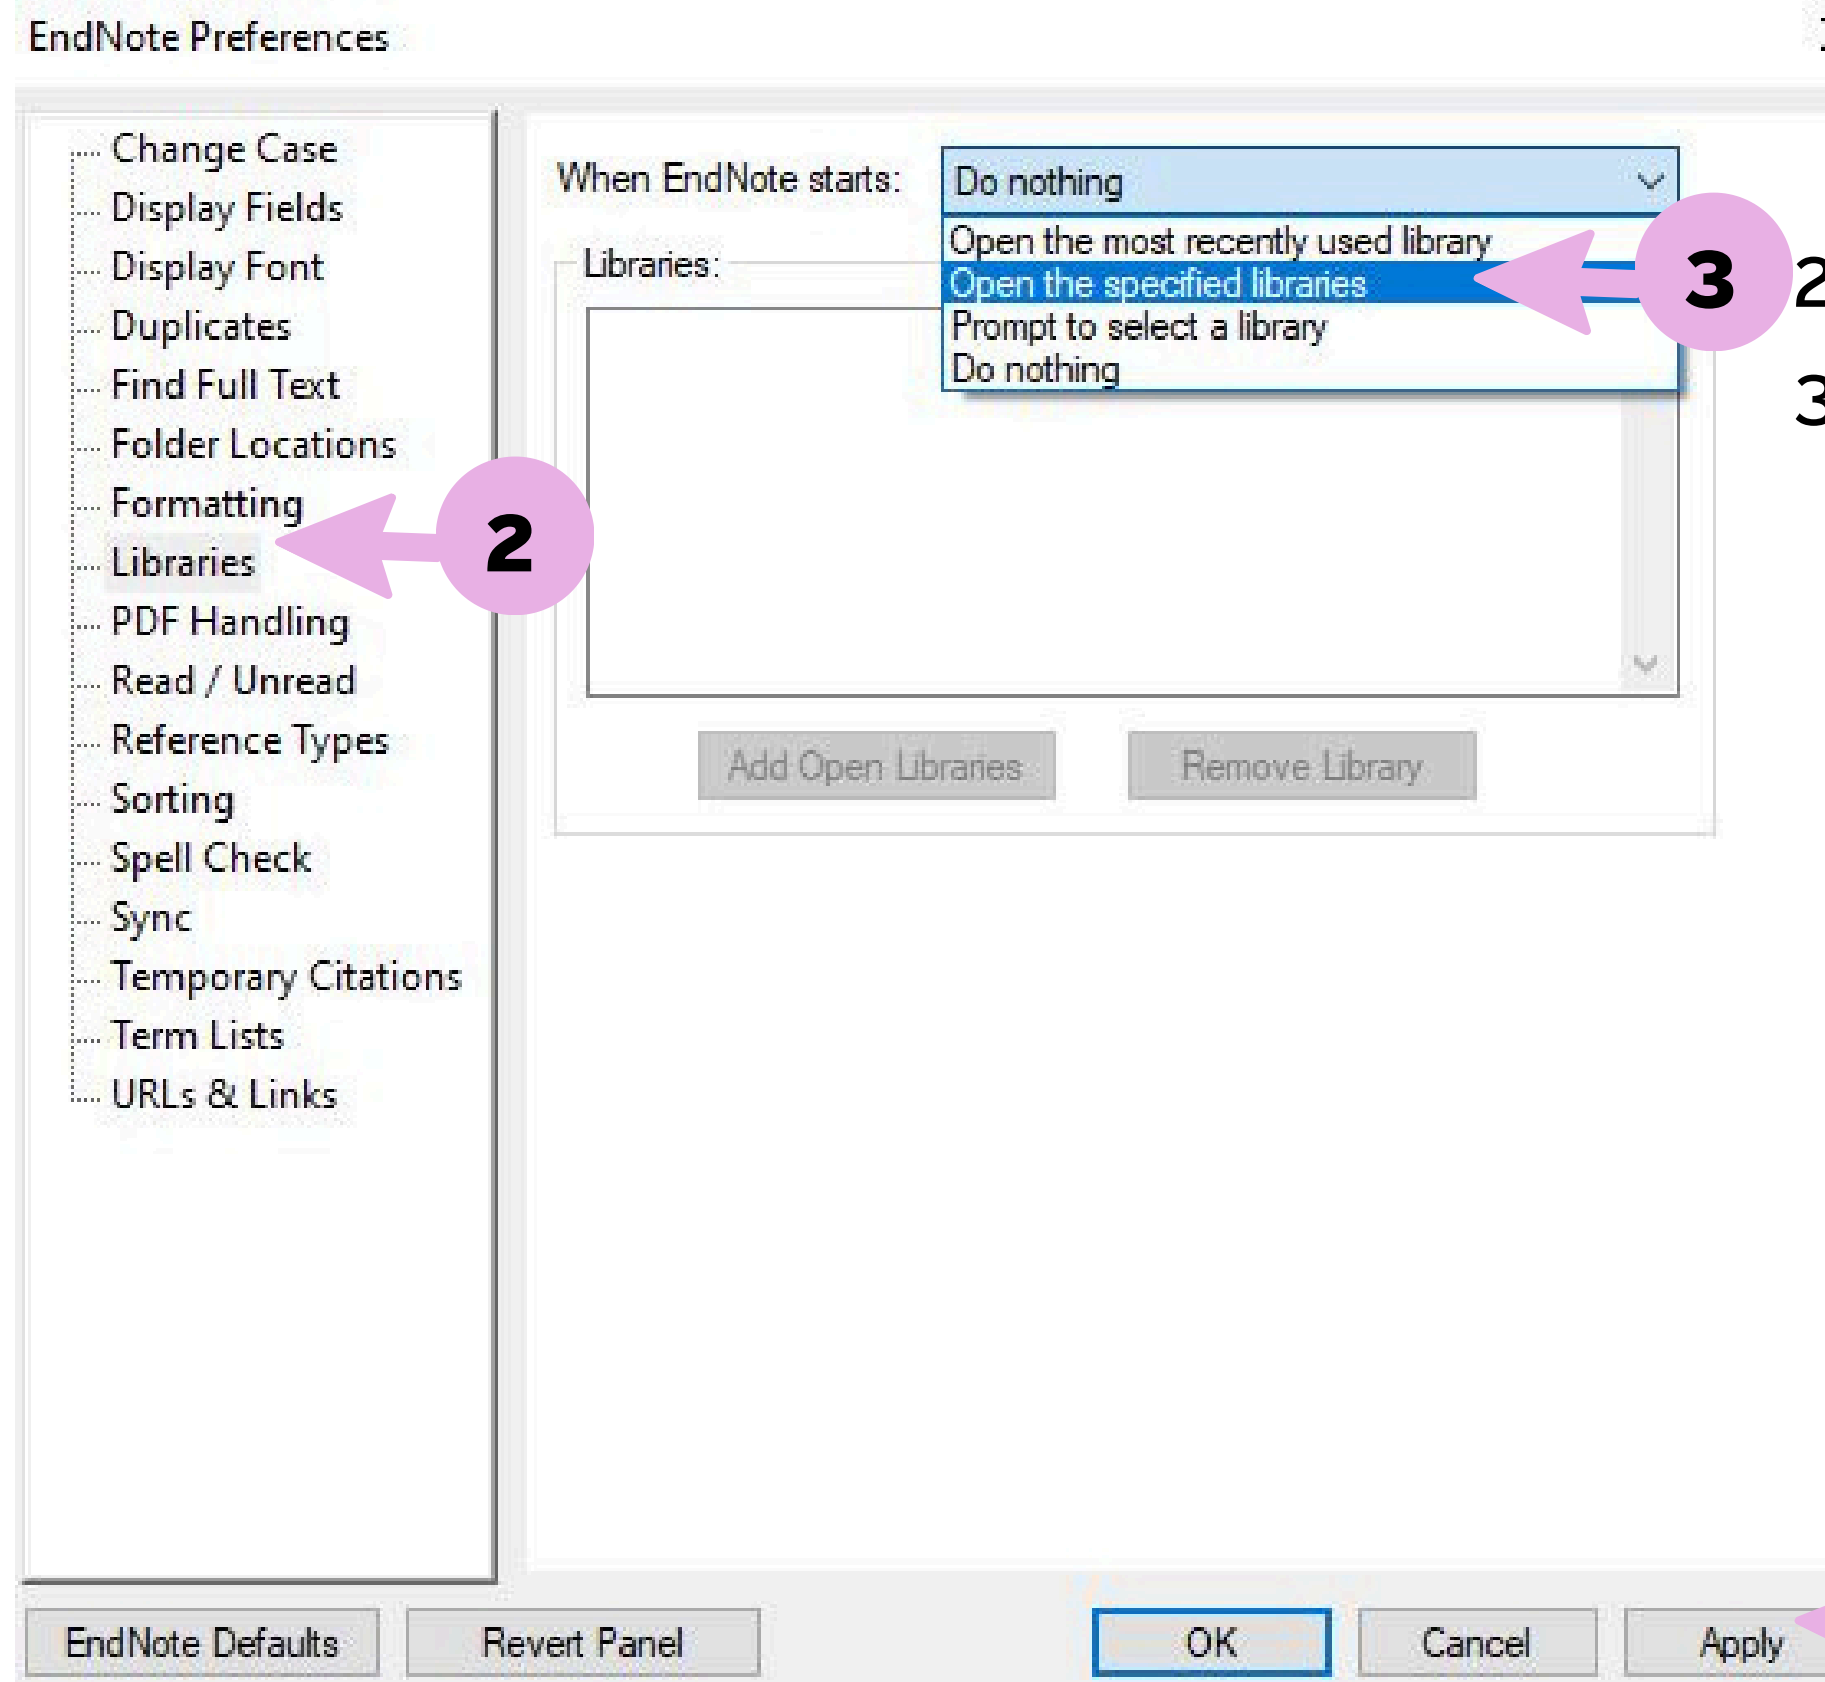 EndNote Preferences
Change Case
Display Fields
Display Font
Duplicates
Find Full Text
Folder Locations
Formatting
Libraries
PDF Handling
Read / Unread
Reference Types
Sorting
Spell Check
Sync
Temporary Citations
Term Lists
URLs & Links
2
When EndNote starts:
Do nothing
Open the most recently used library
Open the specified libraries
Prompt to select a library
Do nothing
3
Libraries:
Add Open Libraries
Remove Library
2
3
EndNote Defaults
Revert Panel
OK
Cancel
Apply